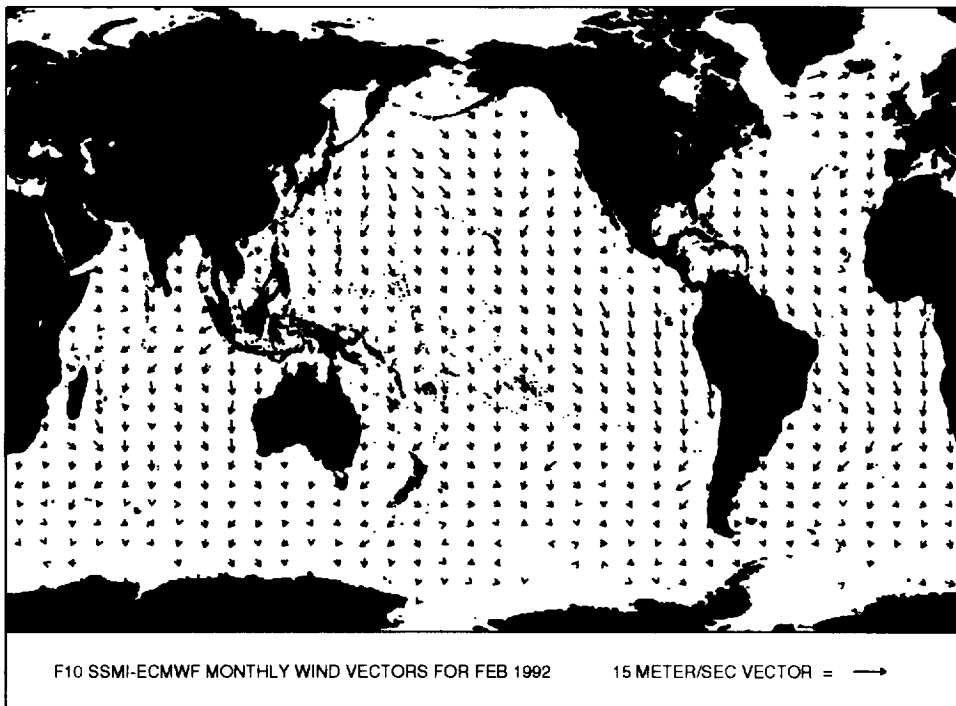 F10 SSMI-ECMWF MONTHLY WIND VECTORS FOR FEB 1992 15 METER/SEC VECTOR =